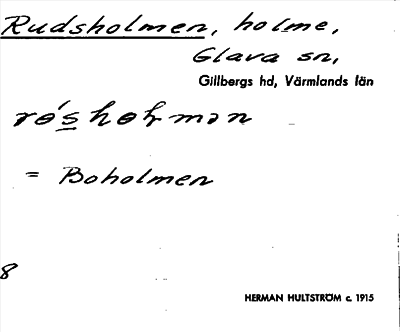 Rudsholmen, holme,
Glava sn,
Gillbergs hd, Värmlands län
= Boholmen
8
HERMAN HULTSTRÖM c. 1915